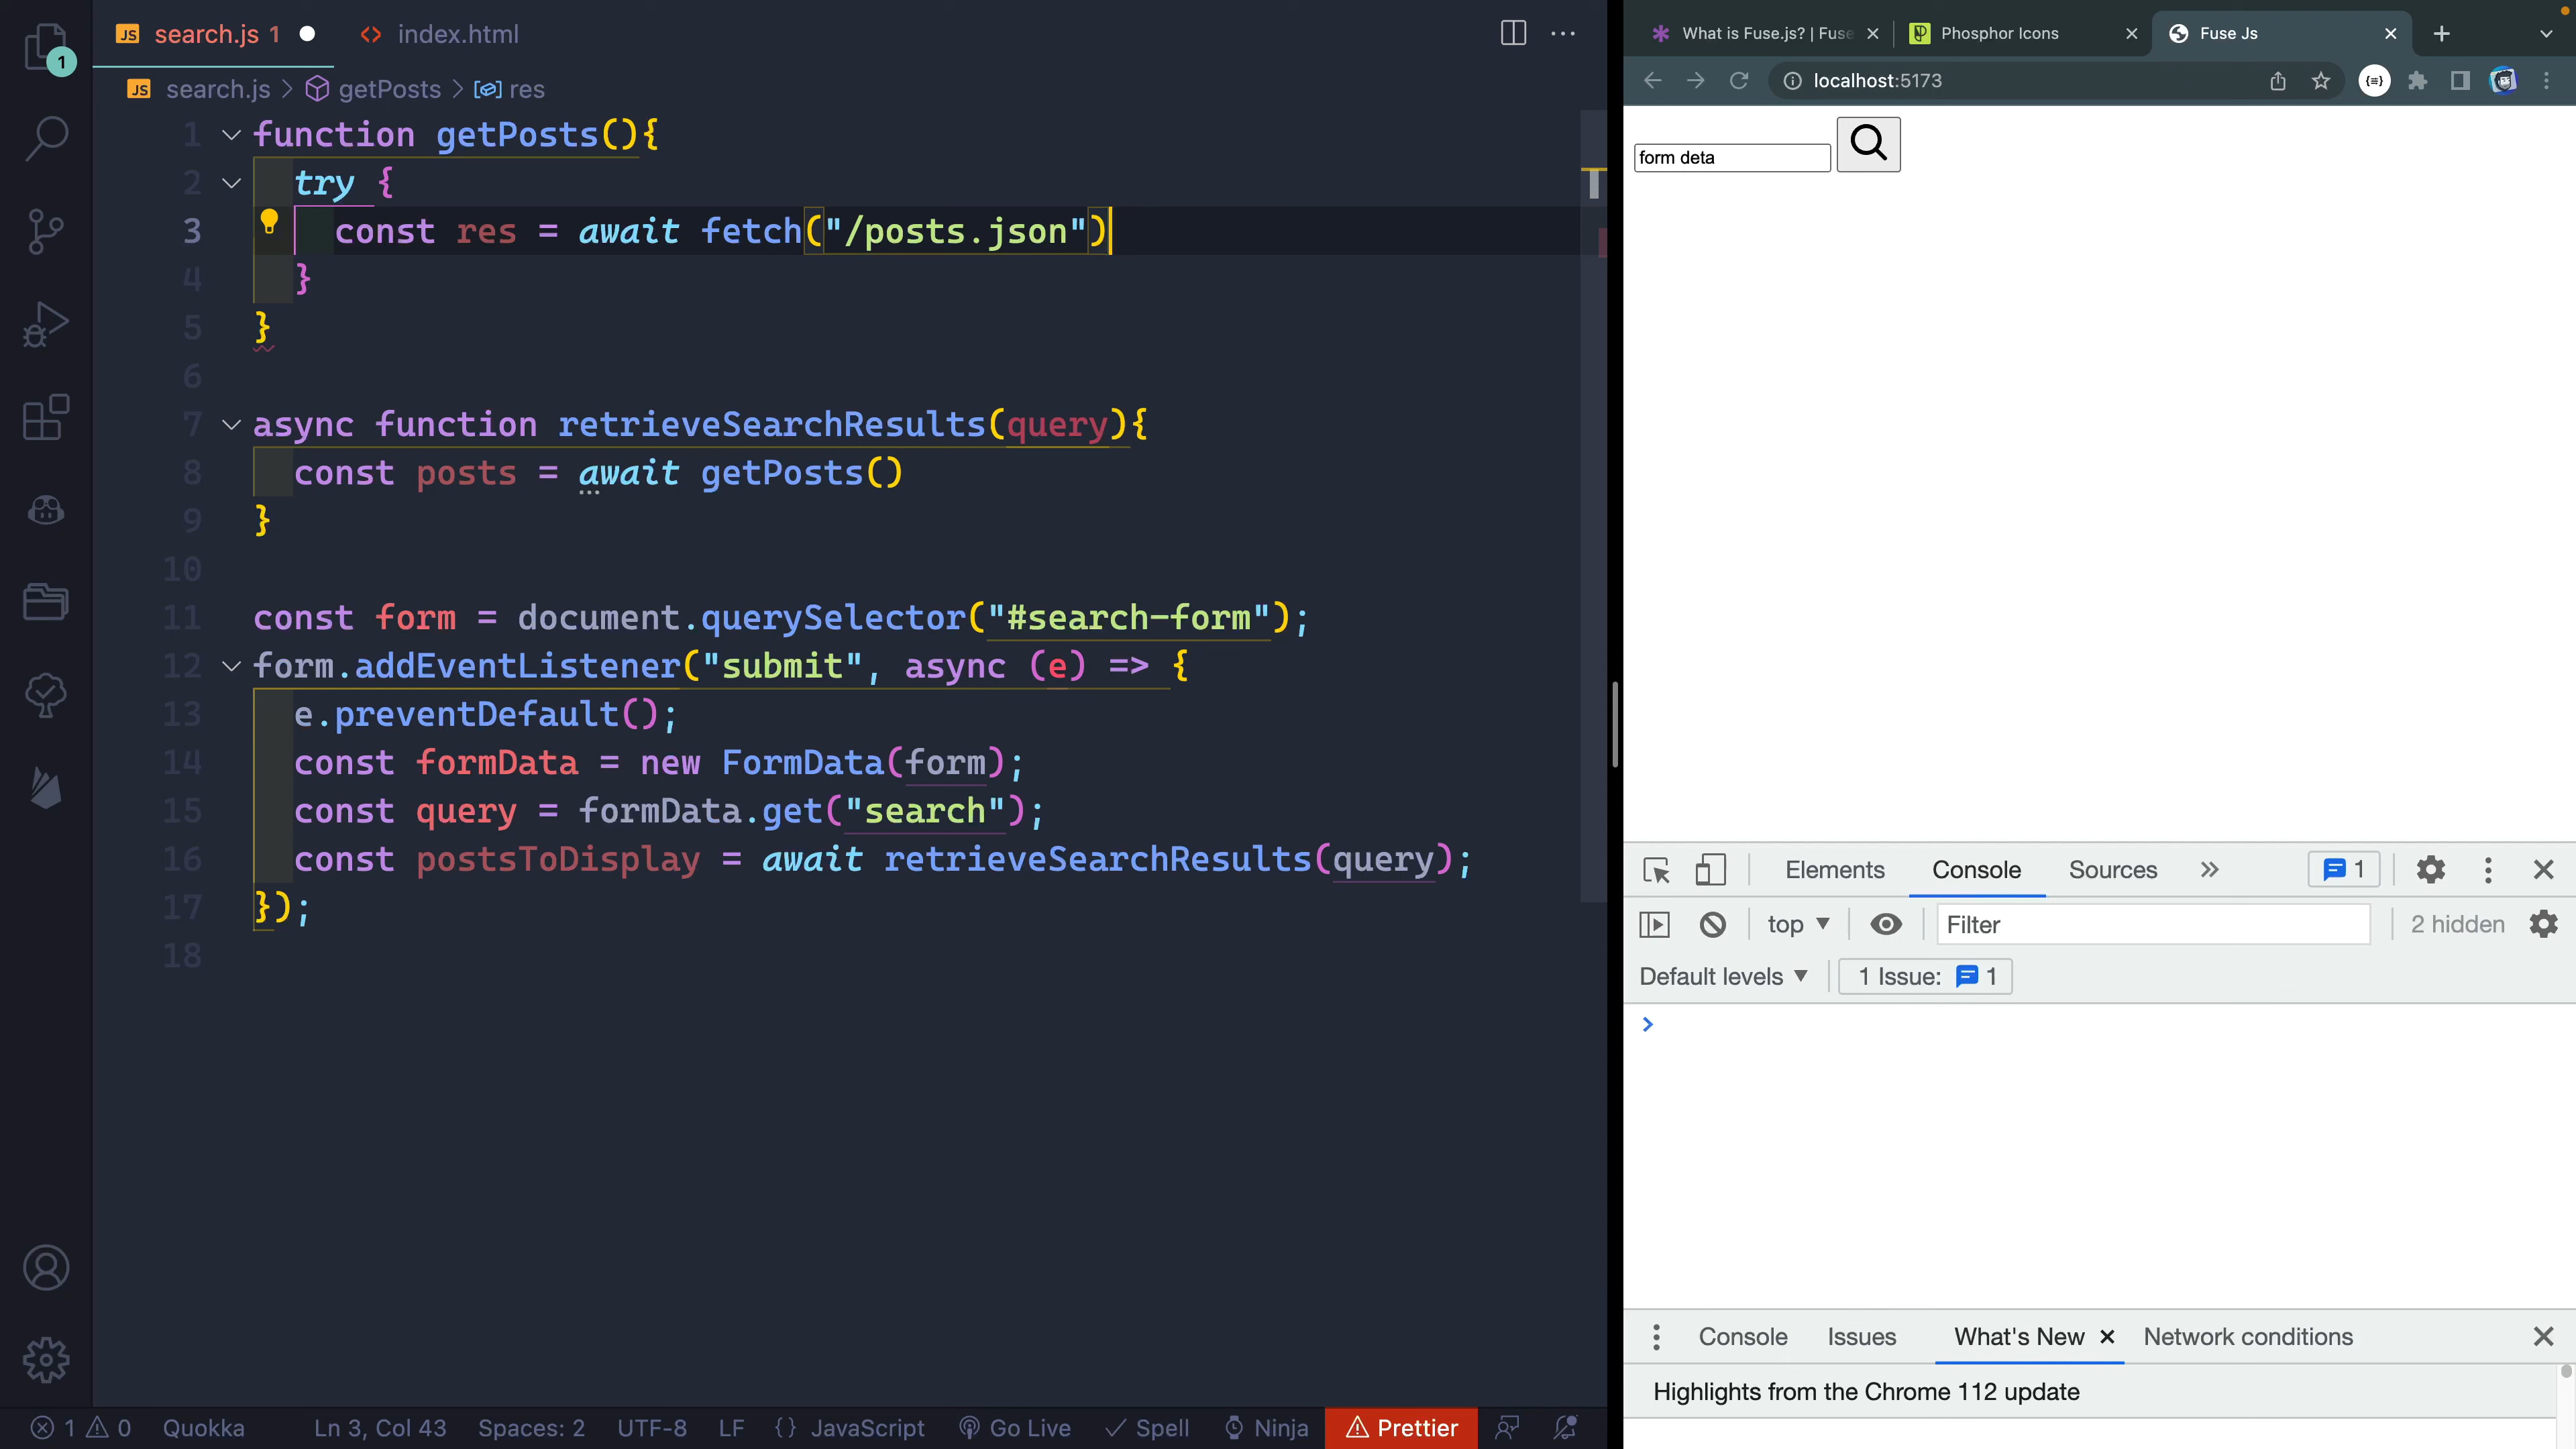 JS search.js 1
<> index.html
1
JS search.js > getPosts > res
1 function getPosts(){
2 try {
3 const res = await fetch("/posts.json")
4 }
5 }
6
7 async function retrieveSearchResults(query){
8 const posts = await getPosts()
9 }
10
11 const form = document.querySelector("#search-form");
12 form.addEventListener("submit", async (e) => {
13 e.preventDefault();
14 const formData = new FormData(form);
15 const query = formData.get("search");
16 const postsToDisplay = await retrieveSearchResults(query);
17 });
18
1 0 Quokka Ln 3, Col 43 Spaces: 2 UTF-8 LF {} JavaScript Go Live Spell Ninja Prettier
What is Fuse.js? | Fuse
Phosphor Icons
Fuse Js
localhost:5173
form deta
Elements Console Sources 1
top Filter 2 hidden
Default levels 1 Issue: 1
Console Issues What's New Network conditions
Highlights from the Chrome 112 update